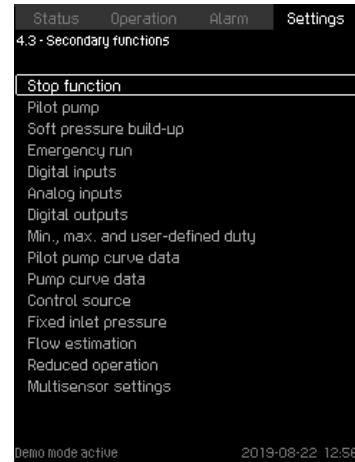 Status Operation Alarm Settings
4.3 - Secondary functions
Stop function
Pilot pump
Soft pressure build-up
Emergency run
Digital inputs
Analog inputs
Digital outputs
Min., max. and user-defined duty
Pilot pump curve data
Pump curve data
Control source
Fixed inlet pressure
Flow estimation
Reduced operation
Multisensor settings
Demo mode active 2019-08-22 12:56